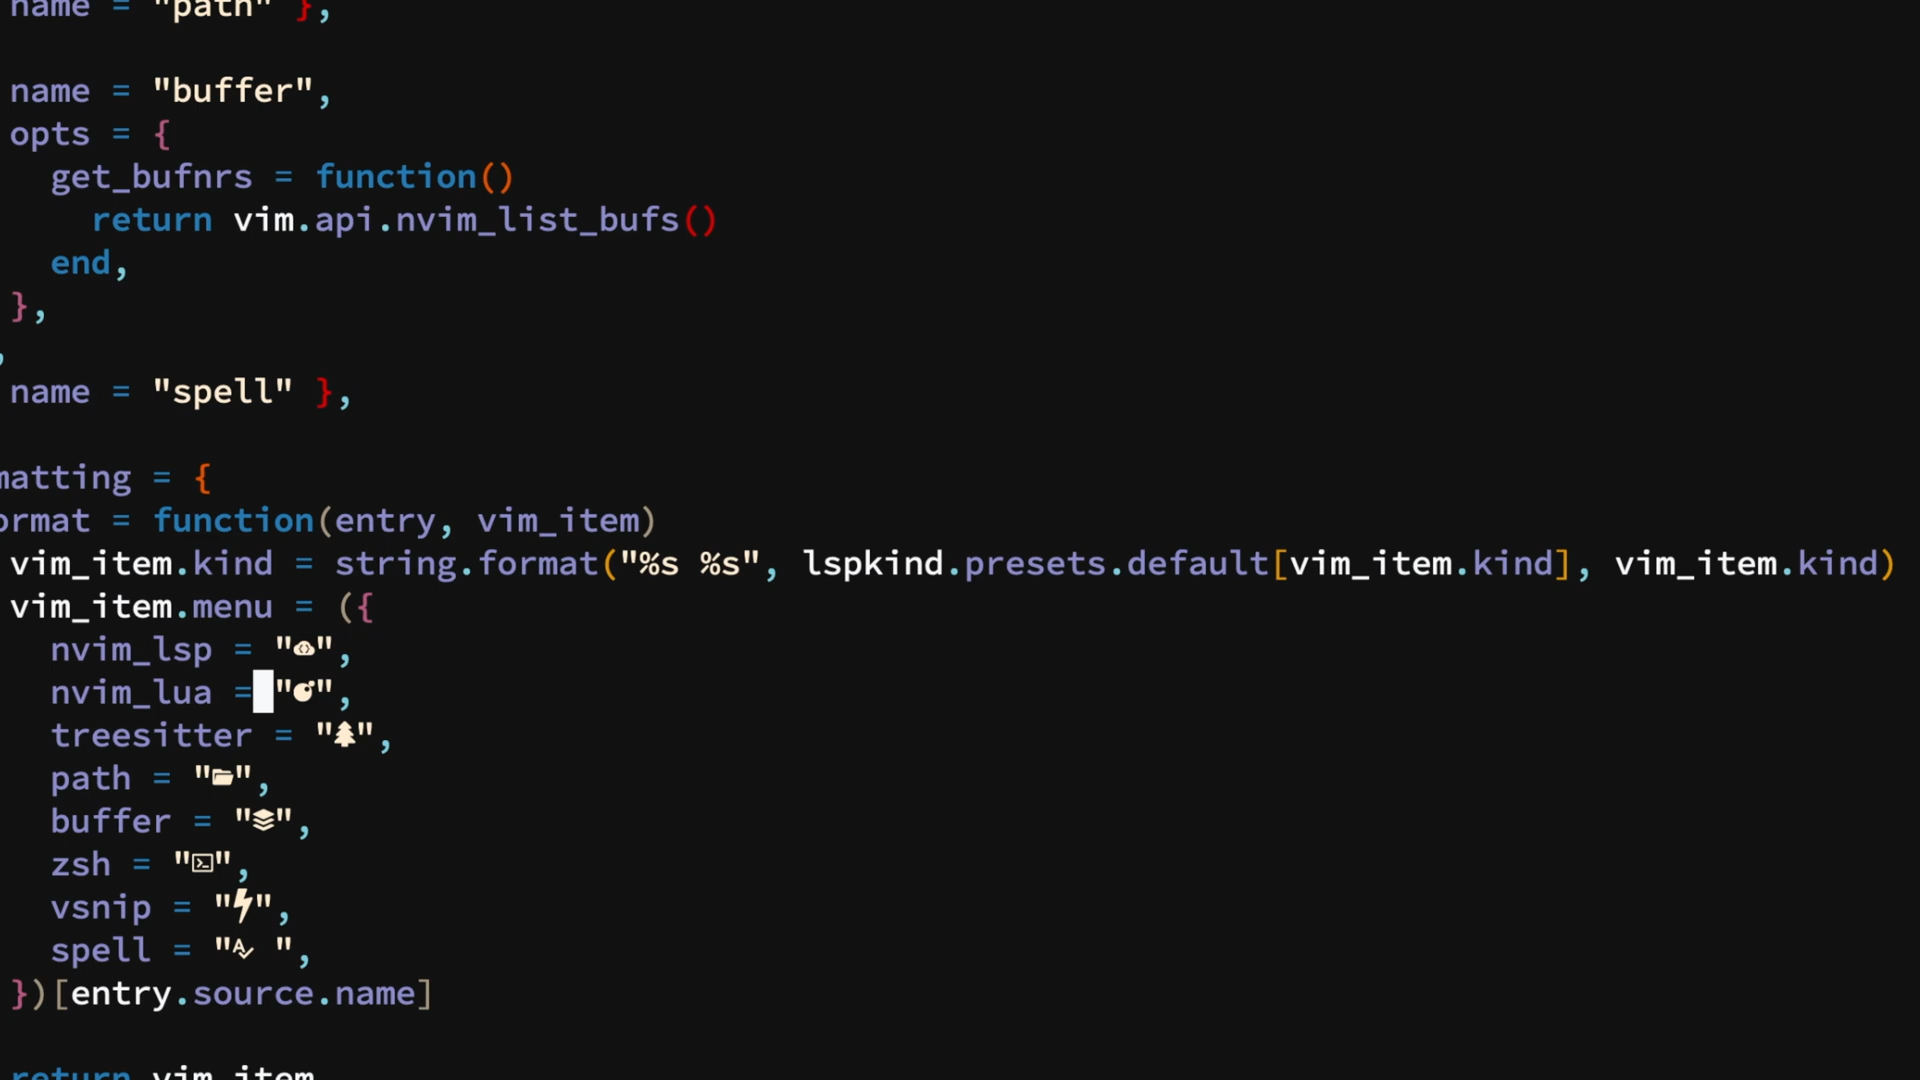 name = "path" },
name = "buffer",
opts = {
get_bufnrs = function()
return vim.api.nvim_list_bufs()
end,
},
,
name = "spell" },
matting = {
ormat = function(entry, vim_item)
vim_item.kind = string.format("%s %s", lspkind.presets.default[vim_item.kind], vim_item.kind)
vim_item.menu = ({
nvim_lsp = "",
nvim_lua = "",
treesitter = "",
path = "",
buffer = "",
zsh = "",
vsnip = "",
spell = " ",
})[entry.source.name]
return vim_item